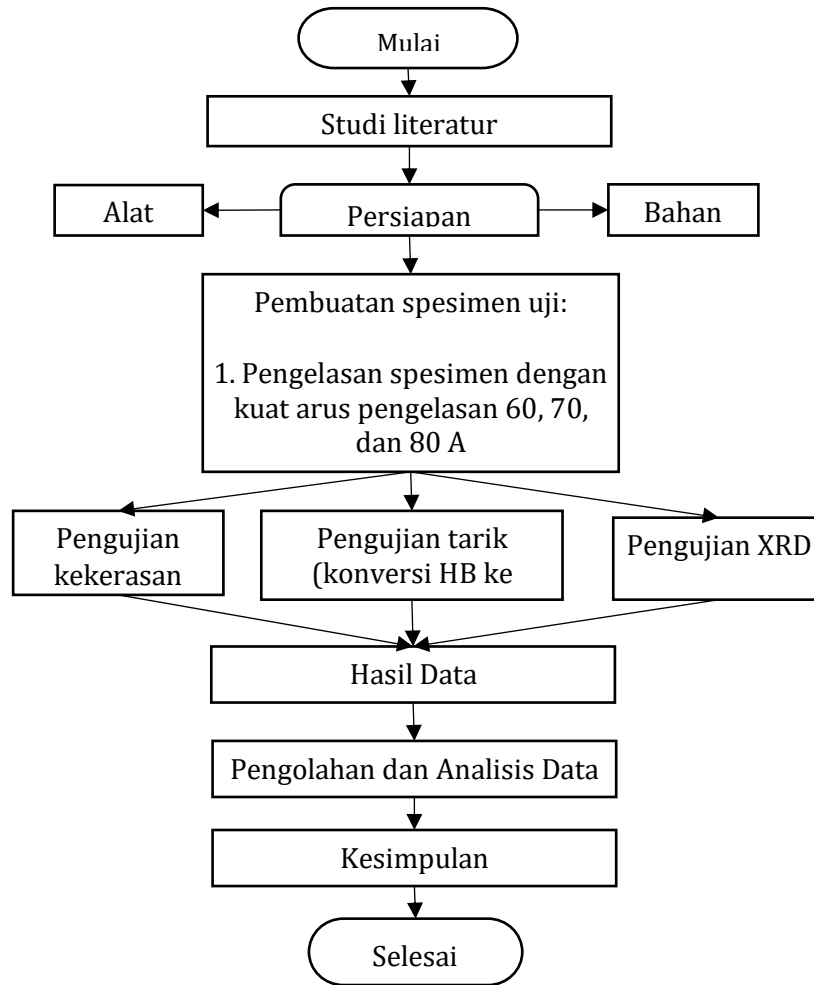 Mulai
Studi literatur
Alat
Persiapan
Bahan
Pembuatan spesimen uji:
1. Pengelasan spesimen dengan
kuat arus pengelasan 60, 70,
dan 80 A
Pengujian
kekerasan
Pengujian tarik
(konversi HB ke
Pengujian XRD
Hasil Data
Pengolahan dan Analisis Data
Kesimpulan
Selesai